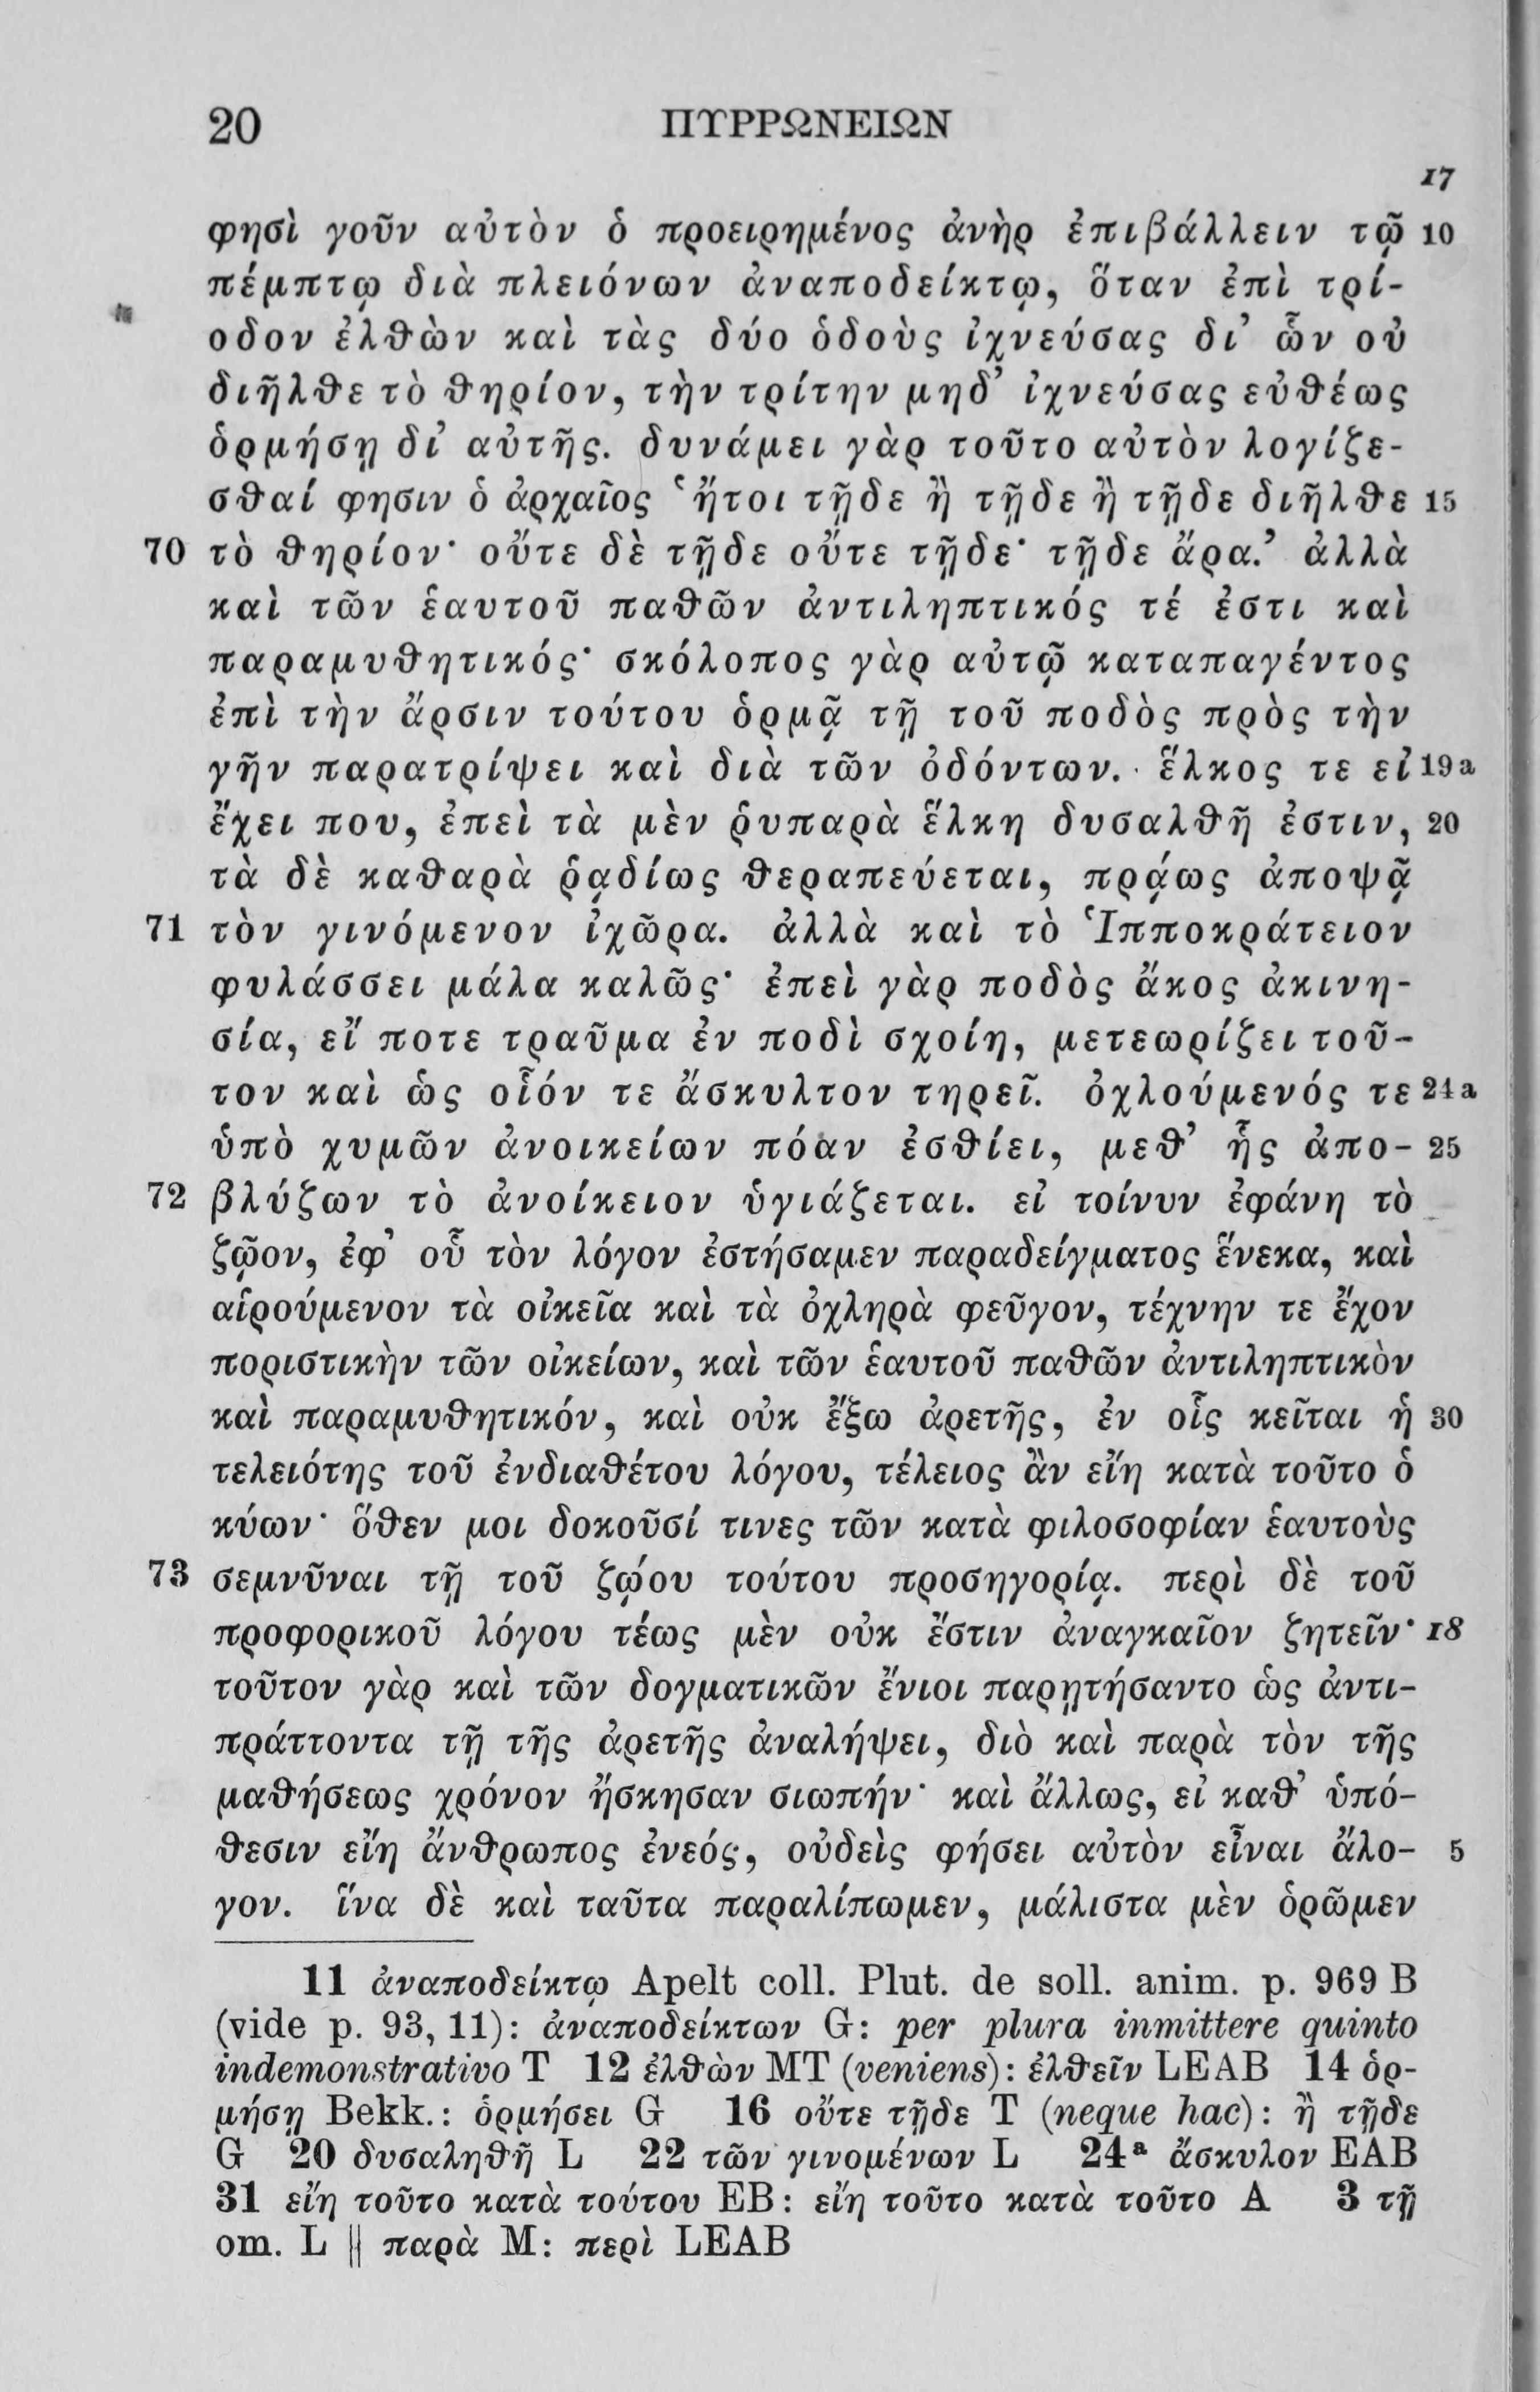 20 ΠΥΡΡΩΝΕΙΩΝ
17
φησὶ γοῦν αὐτὸν ὁ προειρημένος ἀνὴρ ἐπιβάλλειν τῷ 10
πέμπτῳ διὰ πλειόνων ἀναποδείκτῳ, ὅταν ἐπὶ τρί-
οδον ἐλθὼν καὶ τὰς δύο ὁδοὺς ἰχνεύσας δι’ ὧν οὐ
διῆλθε τὸ θηρίον, τὴν τρίτην μηδ’ ἰχνεύσας εὐθέως
ὁρμήσῃ δι’ αὐτῆς. δυνάμει γὰρ τοῦτο αὐτὸν λογίζε-
σθαί φησιν ὁ ἀρχαῖος ‘ἤτοι τῇδε ἢ τῇδε ἢ τῇδε διῆλθε 15
70 τὸ θηρίον· οὔτε δὲ τῇδε οὔτε τῇδε· τῇδε ἄρα.’ ἀλλὰ
καὶ τῶν ἑαυτοῦ παθῶν ἀντιληπτικός τέ ἐστι καὶ
παραμυθητικός· σκόλοπος γὰρ αὐτῷ καταπαγέντος
ἐπὶ τὴν ἄρσιν τούτου ὁρμᾷ τῇ τοῦ ποδὸς πρὸς τὴν
γῆν παρατρίψει καὶ διὰ τῶν ὀδόντων. ἕλκος τε εἰ 19a
ἔχει που, ἐπεὶ τὰ μὲν ῥυπαρὰ ἕλκη δυσαλθῆ ἐστιν, 20
τὰ δὲ καθαρὰ ῥᾳδίως θεραπεύεται, πρᾴως ἀποψᾷ
71 τὸν γινόμενον ἰχῶρα. ἀλλὰ καὶ τὸ Ἱπποκράτειον
φυλάσσει μάλα καλῶς· ἐπεὶ γὰρ ποδὸς ἄκος ἀκινη-
σία, εἴ ποτε τραῦμα ἐν ποδὶ σχοίη, μετεωρίζει τοῦ-
τον καὶ ὡς οἷόν τε ἄσκυλτον τηρεῖ. ὀχλούμενός τε 24a
ὑπὸ χυμῶν ἀνοικείων πόαν ἐσθίει, μεθ’ ἧς ἀπο- 25
72 βλύζων τὸ ἀνοίκειον ὑγιάζεται. εἰ τοίνυν ἐφάνη τὸ
ζῷον, ἐφ’ οὗ τὸν λόγον ἐστήσαμεν παραδείγματος ἕνεκα, καὶ
αἱρούμενον τὰ οἰκεῖα καὶ τὰ ὀχληρὰ φεῦγον, τέχνην τε ἔχον
ποριστικὴν τῶν οἰκείων, καὶ τῶν ἑαυτοῦ παθῶν ἀντιληπτικὸν
καὶ παραμυθητικόν, καὶ οὐκ ἔξω ἀρετῆς, ἐν οἷς κεῖται ἡ 30
τελειότης τοῦ ἐνδιαθέτου λόγου, τέλειος ἂν εἴη κατὰ τοῦτο ὁ
κύων· ὅθεν μοι δοκοῦσί τινες τῶν κατὰ φιλοσοφίαν ἑαυτοὺς
73 σεμνῦναι τῇ τοῦ ζῴου τούτου προσηγορίᾳ. περὶ δὲ τοῦ
προφορικοῦ λόγου τέως μὲν οὐκ ἔστιν ἀναγκαῖον ζητεῖν· 18
τοῦτον γὰρ καὶ τῶν δογματικῶν ἔνιοι παρῃτήσαντο ὡς ἀντι-
πράττοντα τῇ τῆς ἀρετῆς ἀναλήψει, διὸ καὶ παρὰ τὸν τῆς
μαθήσεως χρόνον ἤσκησαν σιωπήν· καὶ ἄλλως, εἰ καθ’ ὑπό-
θεσιν εἴη ἄνθρωπος ἐνεός, οὐδεὶς φήσει αὐτὸν εἶναι ἄλο- 5
γον. ἵνα δὲ καὶ ταῦτα παραλίπωμεν, μάλιστα μὲν ὁρῶμεν
11 ἀναποδείκτῳ Apelt coll. Plut. de soll. anim. p. 969 B
(vide p. 93, 11): ἀναποδείκτων G: per plura inmittere quinto
indemonstrativo T 12 ἐλθὼν MT (veniens): ἐλθεῖν LEAB 14 ὁρ-
μήσῃ Bekk.: ὁρμήσει G 16 οὔτε τῇδε T (neque hac): ἢ τῇδε
G 20 δυσαληθῆ L 22 τῶν γινομένων L 24ª ἄσκυλον EAB
31 εἴη τοῦτο κατὰ τούτου EB: εἴη τοῦτο κατὰ τοῦτο A 3 τῇ
om. L || παρὰ M: περὶ LEAB